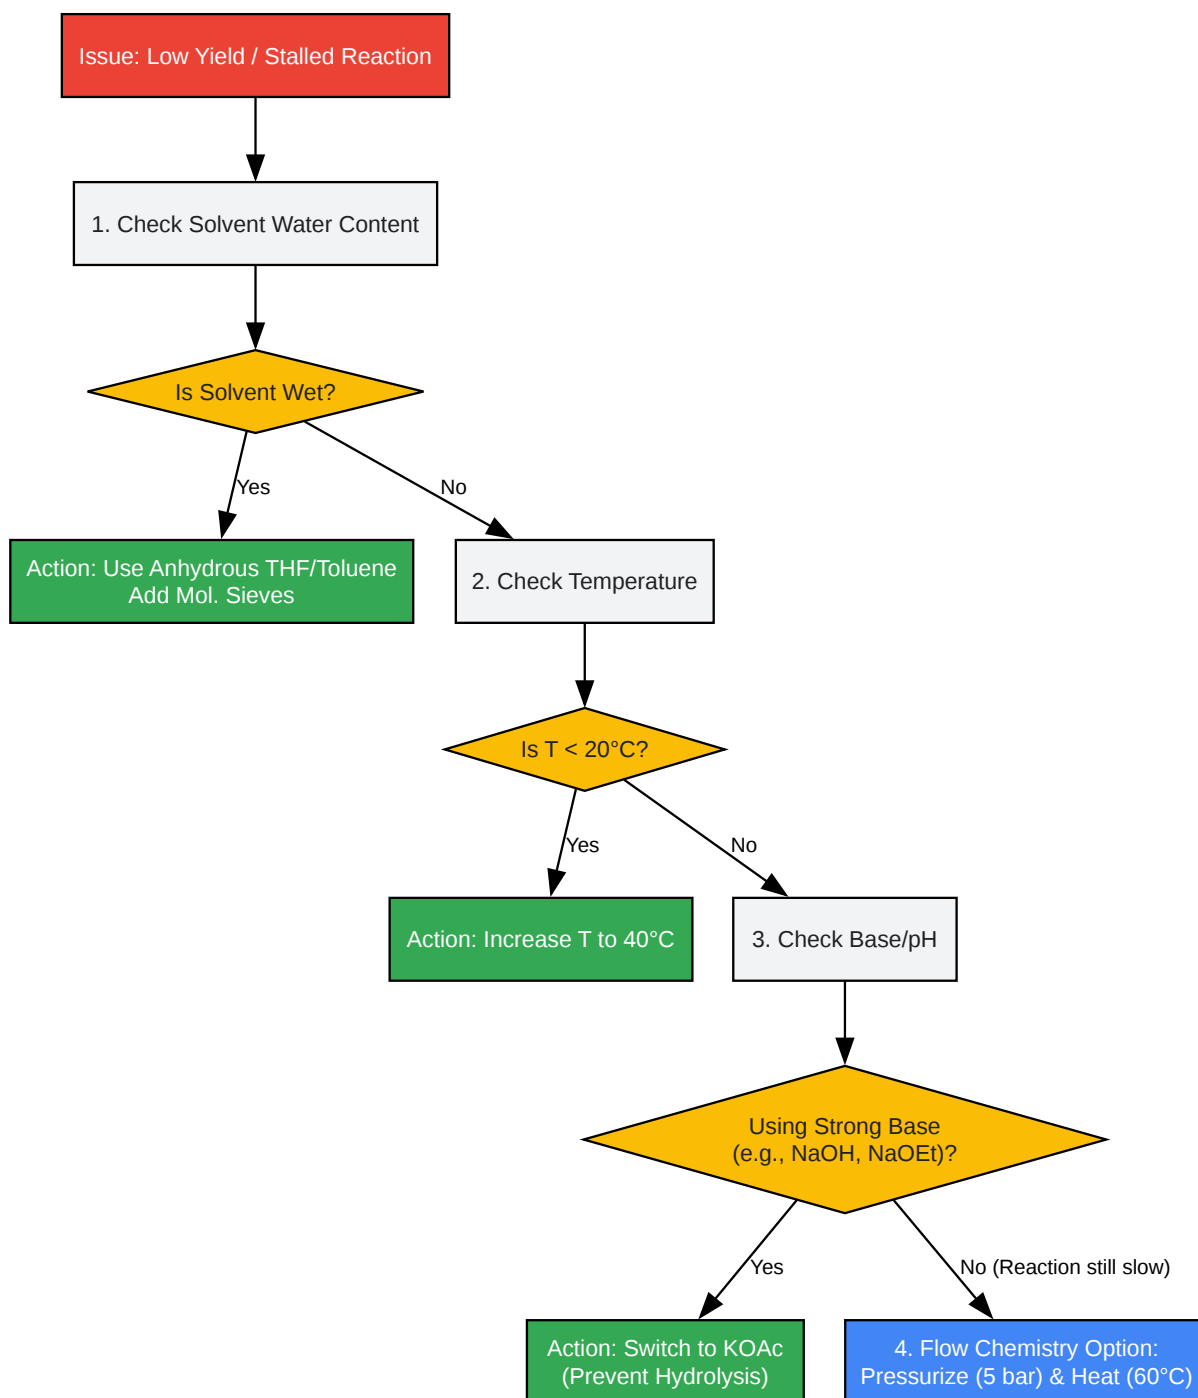 Issue: Low Yield / Stalled Reaction
1. Check Solvent Water Content
Is Solvent Wet?
Yes
No
Action: Use Anhydrous THF/Toluene
Add Mol. Sieves
2. Check Temperature
Is T < 20°C?
Yes
No
Action: Increase T to 40°C
3. Check Base/pH
Using Strong Base
(e.g., NaOH, NaOEt)?
Yes
No (Reaction still slow)
Action: Switch to KOAc
(Prevent Hydrolysis)
4. Flow Chemistry Option:
Pressurize (5 bar) & Heat (60°C)